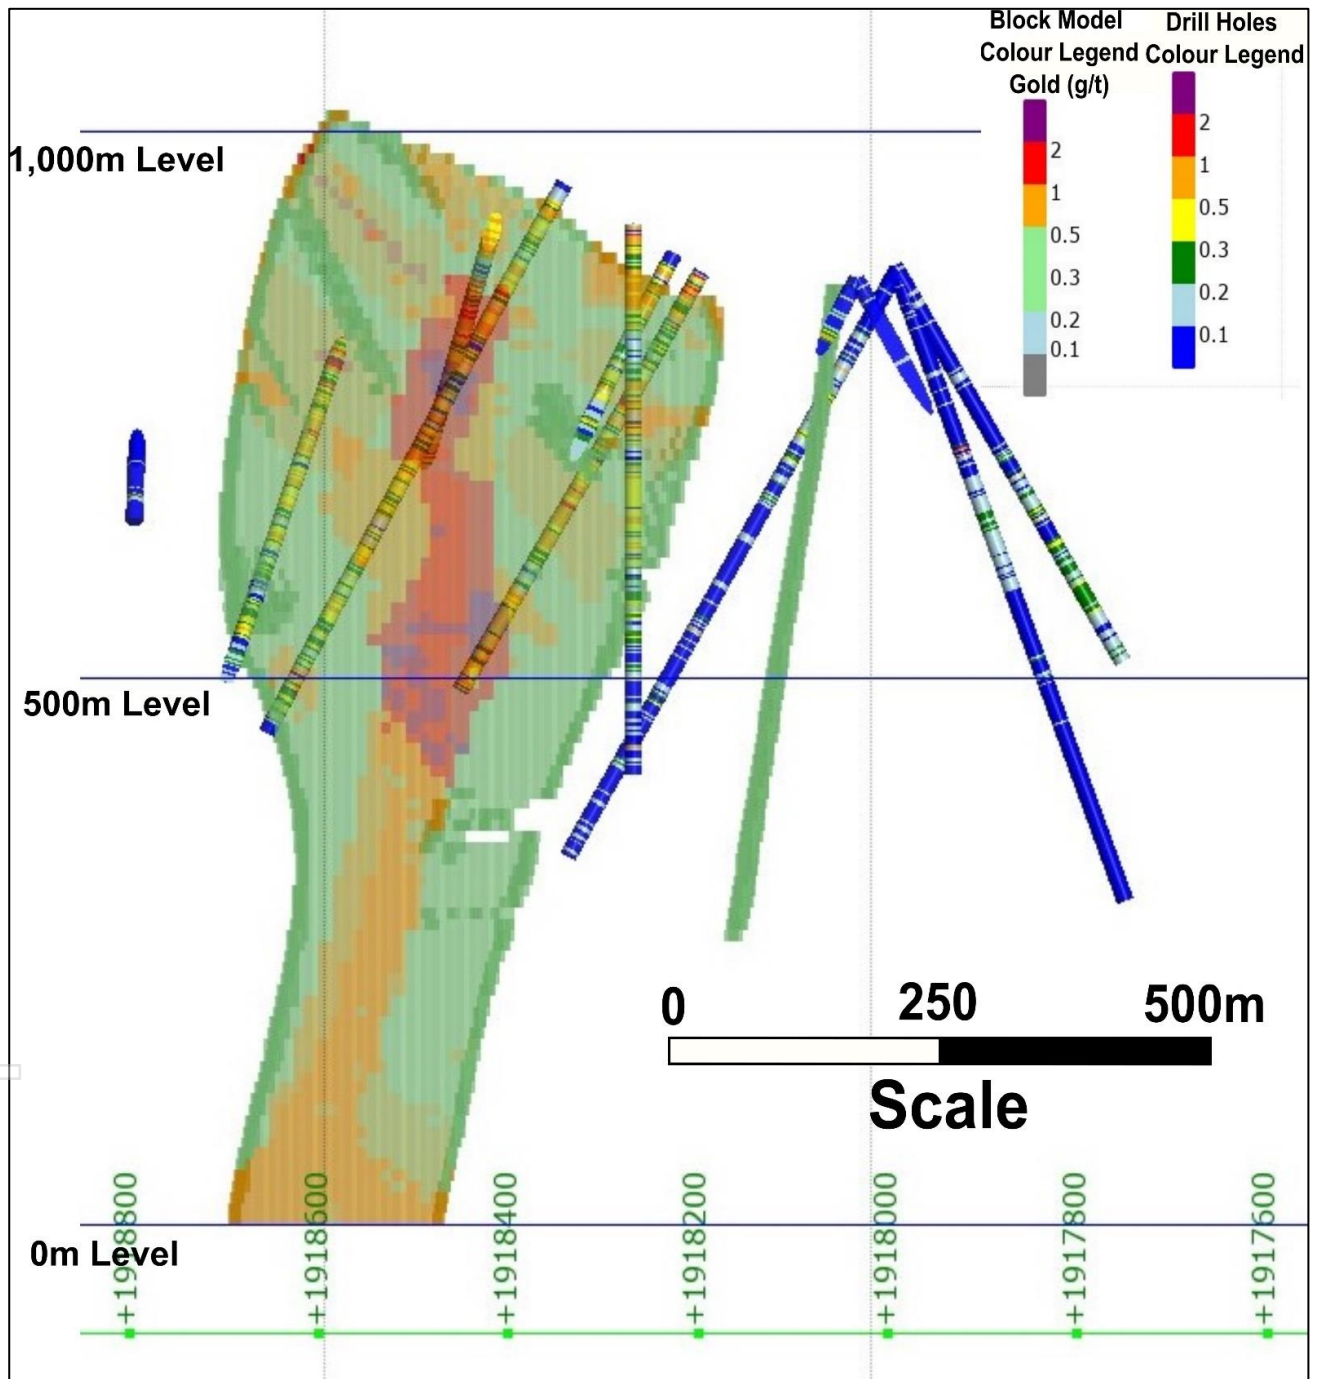 Block Model
Colour Legend
Gold (g/t)
2
1
0.5
0.3
0.2
0.1
Drill Holes
Colour Legend
2
1
0.5
0.3
0.2
0.1
1,000m Level
500m Level
0 250 500m
Scale
0m Level
+1918800
+1918600
+1918400
+1918200
+1918000
+1917800
+1917600